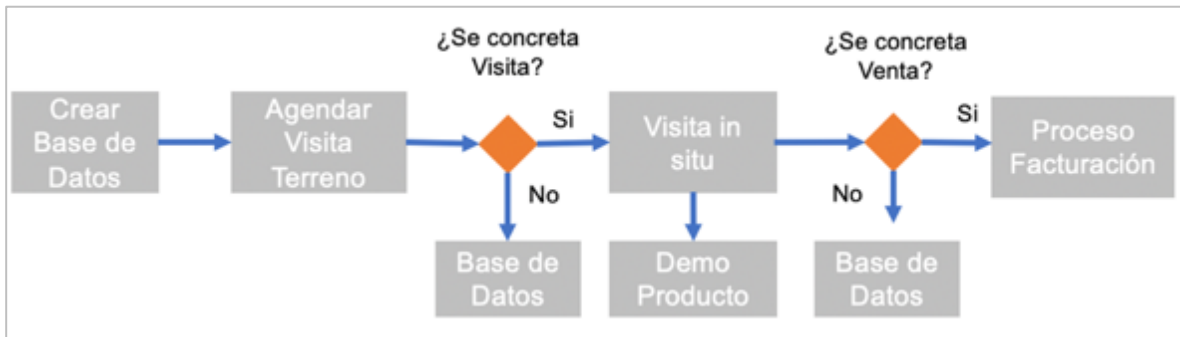 ¿Se concreta
Visita?
¿Se concreta
Venta?
Crear
Base de
Datos
Agendar
Visita
Terreno
Si
Visita in
situ
Si
Proceso
Facturación
No
No
Base de
Datos
Demo
Producto
Base de
Datos